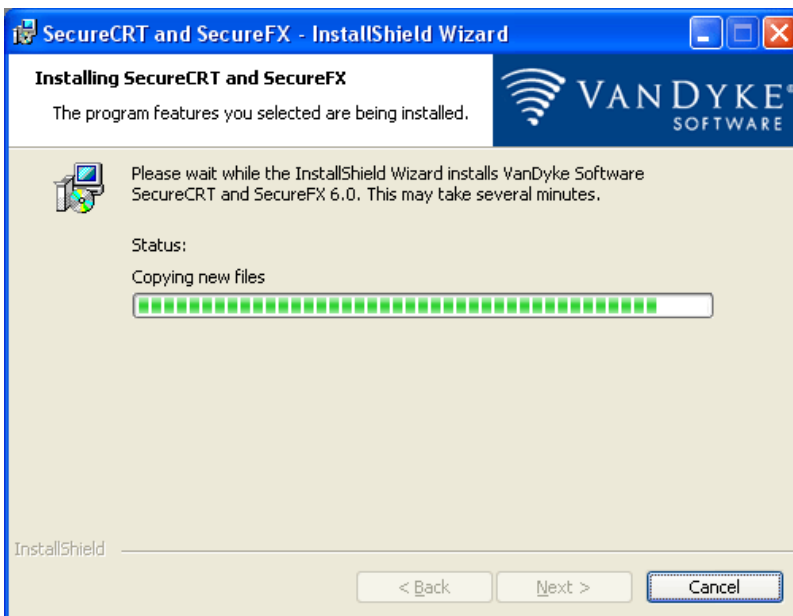 SecureCRT and SecureFX - InstallShield Wizard
Installing SecureCRT and SecureFX
The program features you selected are being installed.
VANDYKE®
SOFTWARE
Please wait while the InstallShield Wizard installs VanDyke Software
SecureCRT and SecureFX 6.0. This may take several minutes.
Status:
Copying new files
InstallShield
< Back
Next >
Cancel